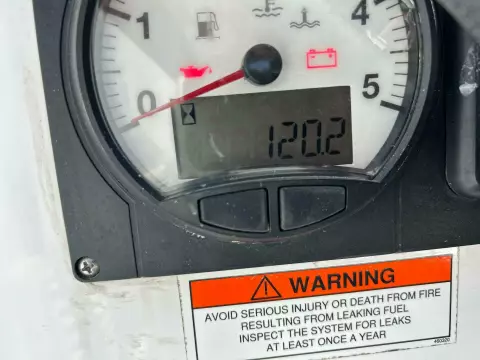 1 4
0 5
120.2
WARNING
AVOID SERIOUS INJURY OR DEATH FROM FIRE
RESULTING FROM LEAKING FUEL
INSPECT THE SYSTEM FOR LEAKS
AT LEAST ONCE A YEAR